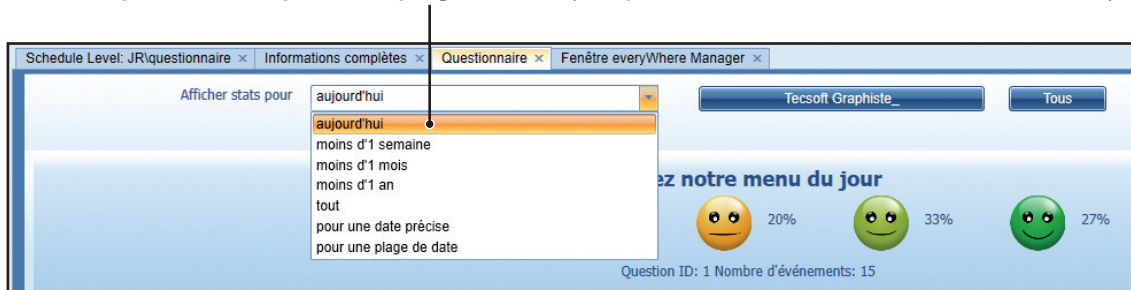 Schedule Level: JR\questionnaire × Informations complètes × Questionnaire × Fenêtre everyWhere Manager ×
Afficher stats pour aujourd'hui Tecsoft Graphiste_ Tous
aujourd'hui
moins d'1 semaine
moins d'1 mois
moins d'1 an
tout
pour une date précise
pour une plage de date
ez notre menu du jour
20% 33% 27%
Question ID: 1 Nombre d'événements: 15